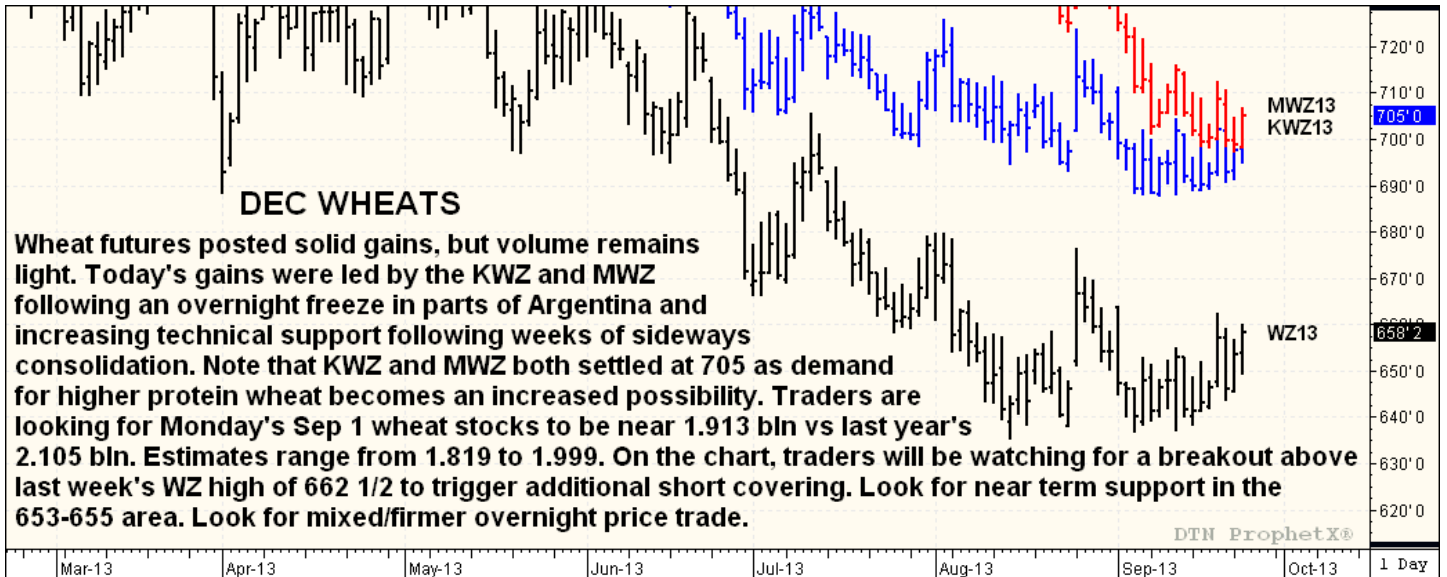 720'0
710'0
MWZ13
705'0
KWZ13
700'0
690'0
DEC WHEATS
Wheat futures posted solid gains, but volume remains
680'0
light. Today's gains were led by the KWZ and MWZ
670'0
following an overnight freeze in parts of Argentina and
increasing technical support following weeks of sideways
658'2
WZ13
consolidation. Note that KWZ and MWZ both settled at 705 as demand
650'0
for higher protein wheat becomes an increased possibility. Traders are
640'0
looking for Monday's Sep 1 wheat stocks to be near 1.913 bln vs last year's
2.105 bln. Estimates range from 1.819 to 1.999. On the chart, traders will be watching for a breakout above
630'0
last week's WZ high of 662 1/2 to trigger additional short covering. Look for near term support in the
620'0
653-655 area. Look for mixed/firmer overnight price trade.
DTN ProphetX®
Mar-13 Apr-13 May-13 Jun-13 Jul-13 Aug-13 Sep-13 Oct-13 1 Day